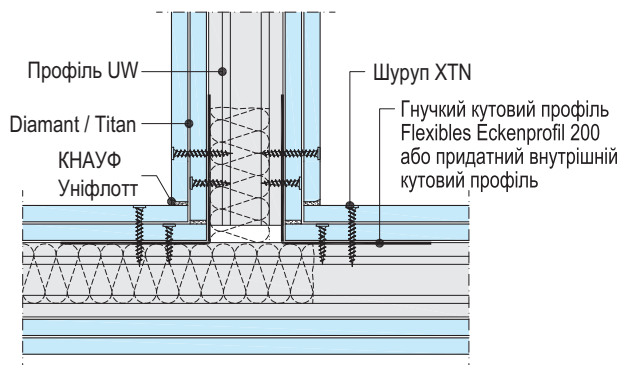 Профіль UW
Diamant / Titan
КНАУФ
Уніфлотт
Шуруп XTN
Гнучкий кутовий профіль
Flexibles Eckenprofil 200
або придатний внутрішній
кутовий профіль